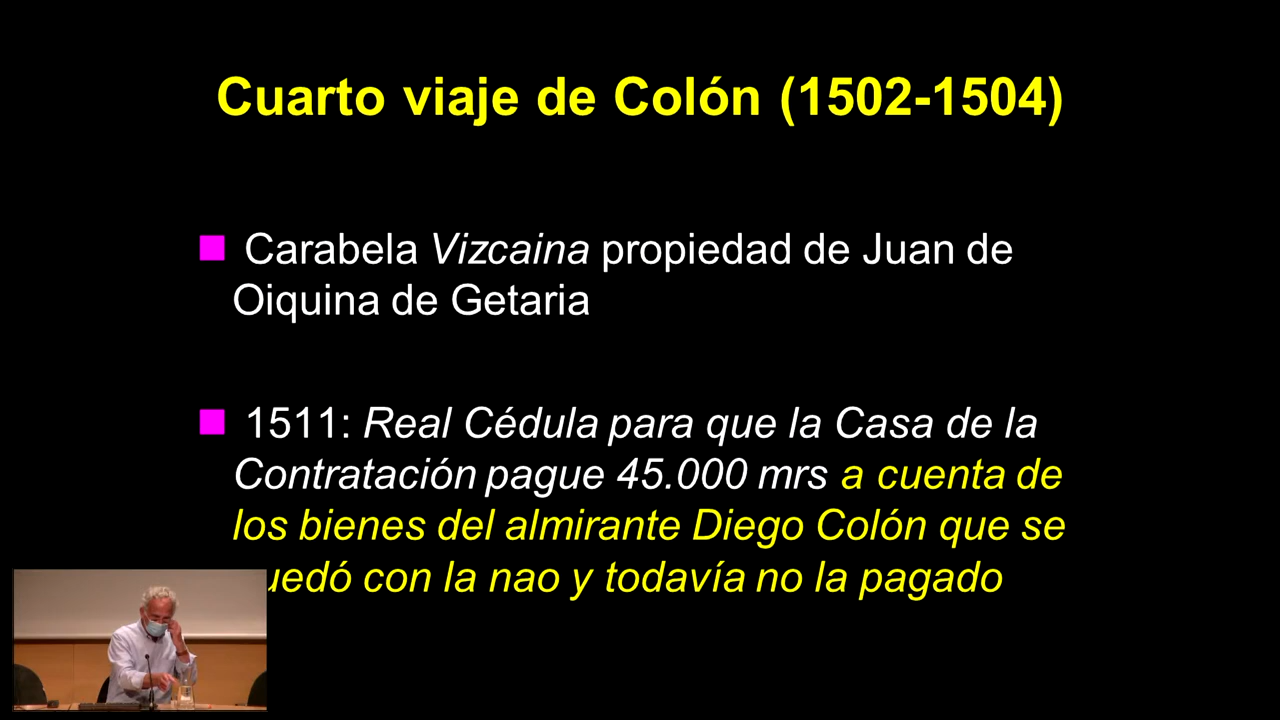 Cuarto viaje de Colón (1502-1504)
Carabela Vizcaina propiedad de Juan de
Oiquina de Getaria
1511: Real Cédula para que la Casa de la
Contratación pague 45.000 mrs a cuenta de
los bienes del almirante Diego Colón que se
con la nao y todavía no la pagado